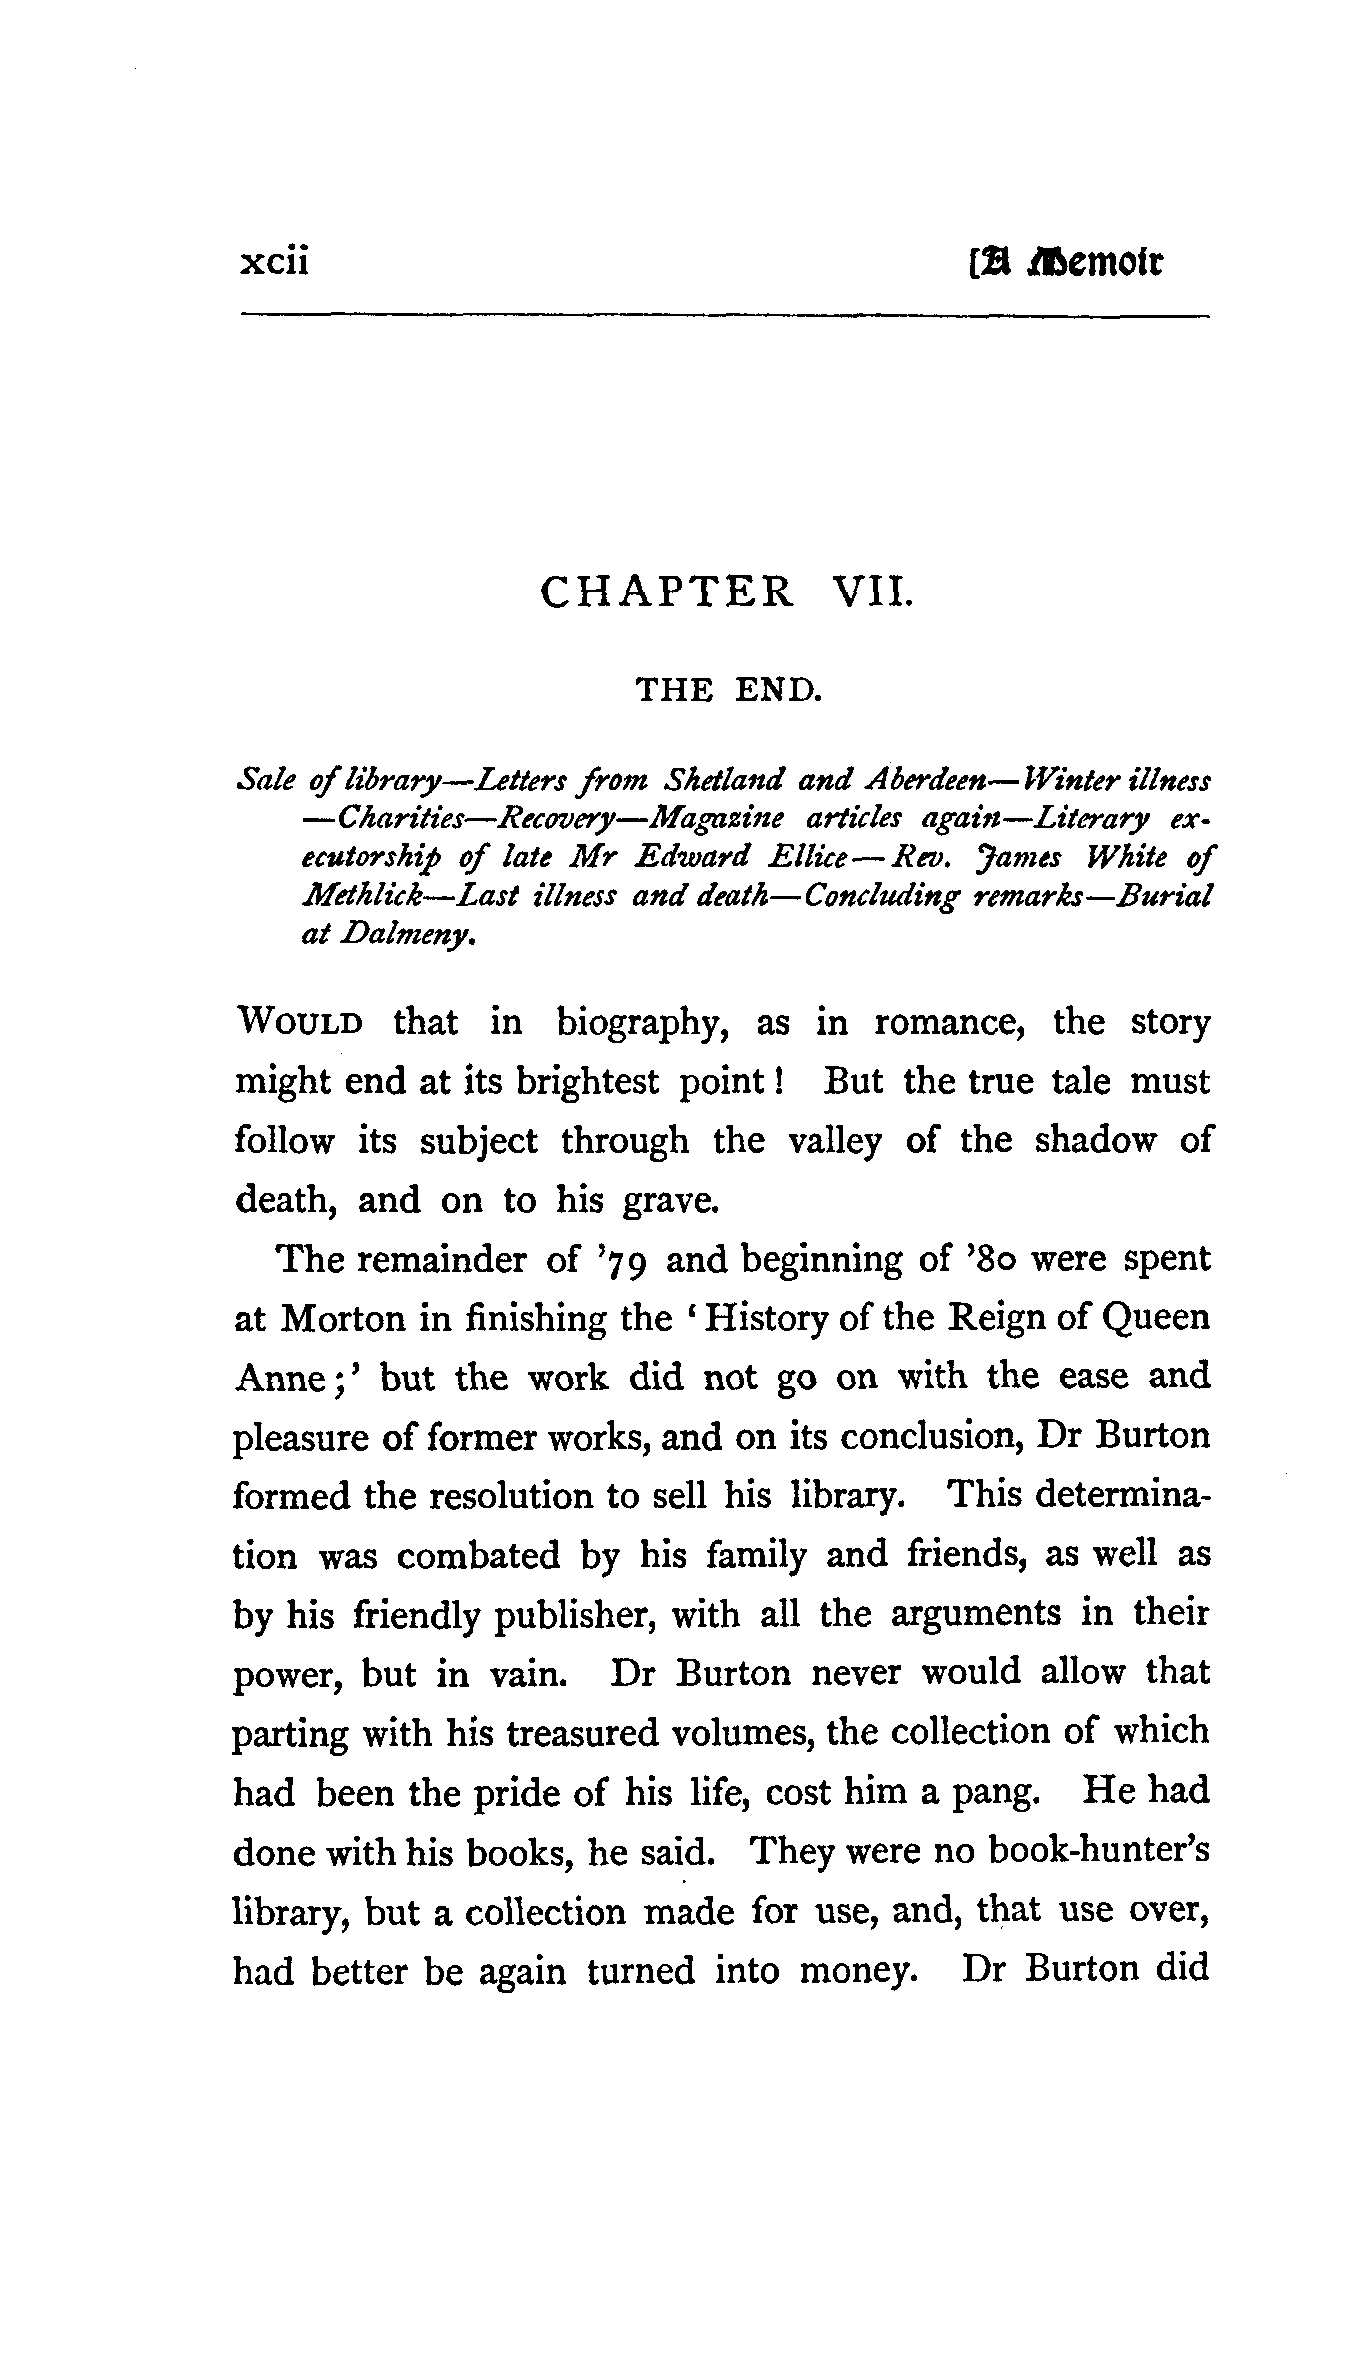 xcii [A Memoir
CHAPTER VII.
THE END.
Sale of library—Letters from Shetland and Aberdeen—Winter illness
—Charities—Recovery—Magazine articles again—Literary ex-
ecutorship of late Mr Edward Ellice—Rev. James White of
Methlick—Last illness and death—Concluding remarks—Burial
at Dalmeny.
WOULD that in biography, as in romance, the story
might end at its brightest point! But the true tale must
follow its subject through the valley of the shadow of
death, and on to his grave.
The remainder of '79 and beginning of '80 were spent
at Morton in finishing the 'History of the Reign of Queen
Anne;' but the work did not go on with the ease and
pleasure of former works, and on its conclusion, Dr Burton
formed the resolution to sell his library. This determina-
tion was combated by his family and friends, as well as
by his friendly publisher, with all the arguments in their
power, but in vain. Dr Burton never would allow that
parting with his treasured volumes, the collection of which
had been the pride of his life, cost him a pang. He had
done with his books, he said. They were no book-hunter's
library, but a collection made for use, and, that use over,
had better be again turned into money. Dr Burton did